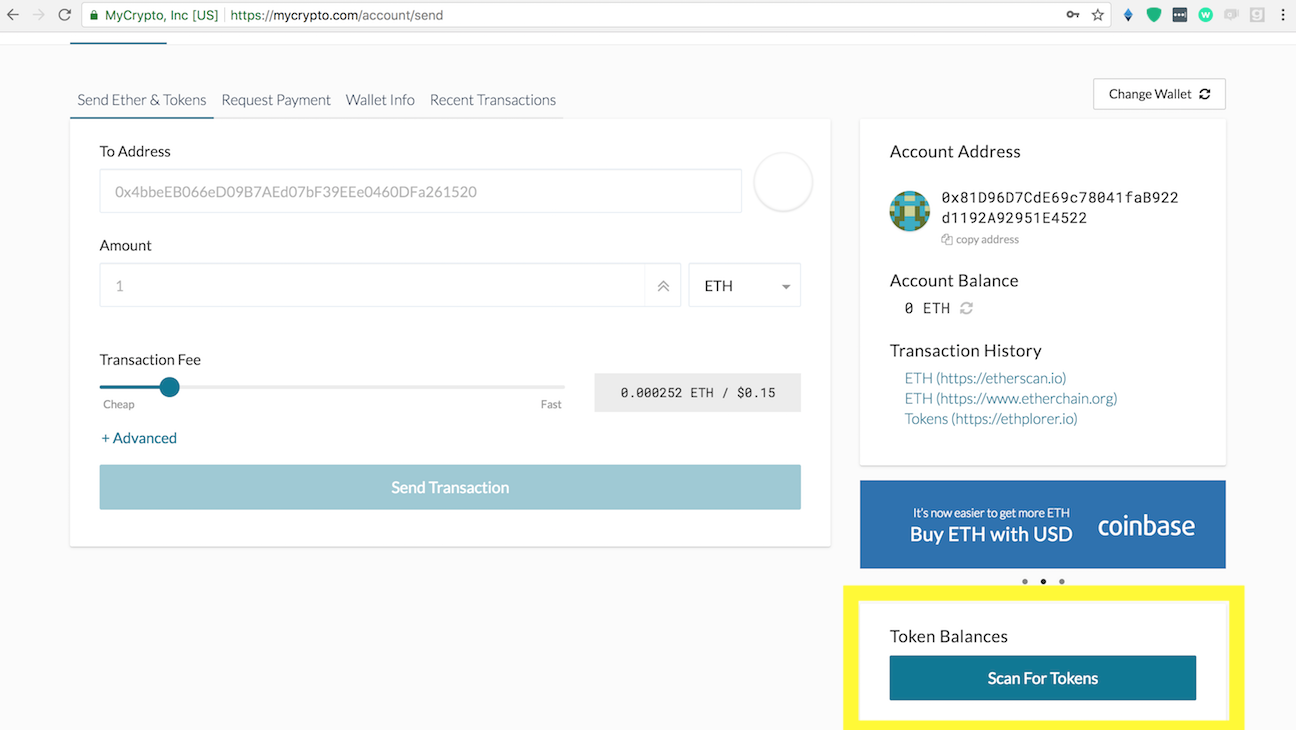 MyCrypto, Inc [US] https://mycrypto.com/account/send
Send Ether & Tokens Request Payment Wallet Info Recent Transactions
Change Wallet
To Address
0x4bbeEB066eD09B7AEd07bF39EEe0460DFa261520
Amount
1
ETH
Transaction Fee
Cheap
Fast
0.000252 ETH / $0.15
+ Advanced
Send Transaction
Account Address
0x81D96D7CdE69c78041faB922
d1192A92951E4522
copy address
Account Balance
0 ETH
Transaction History
ETH (https://etherscan.io)
ETH (https://www.etherchain.org)
Tokens (https://ethplorer.io)
It's now easier to get more ETH
Buy ETH with USD
coinbase
Token Balances
Scan For Tokens